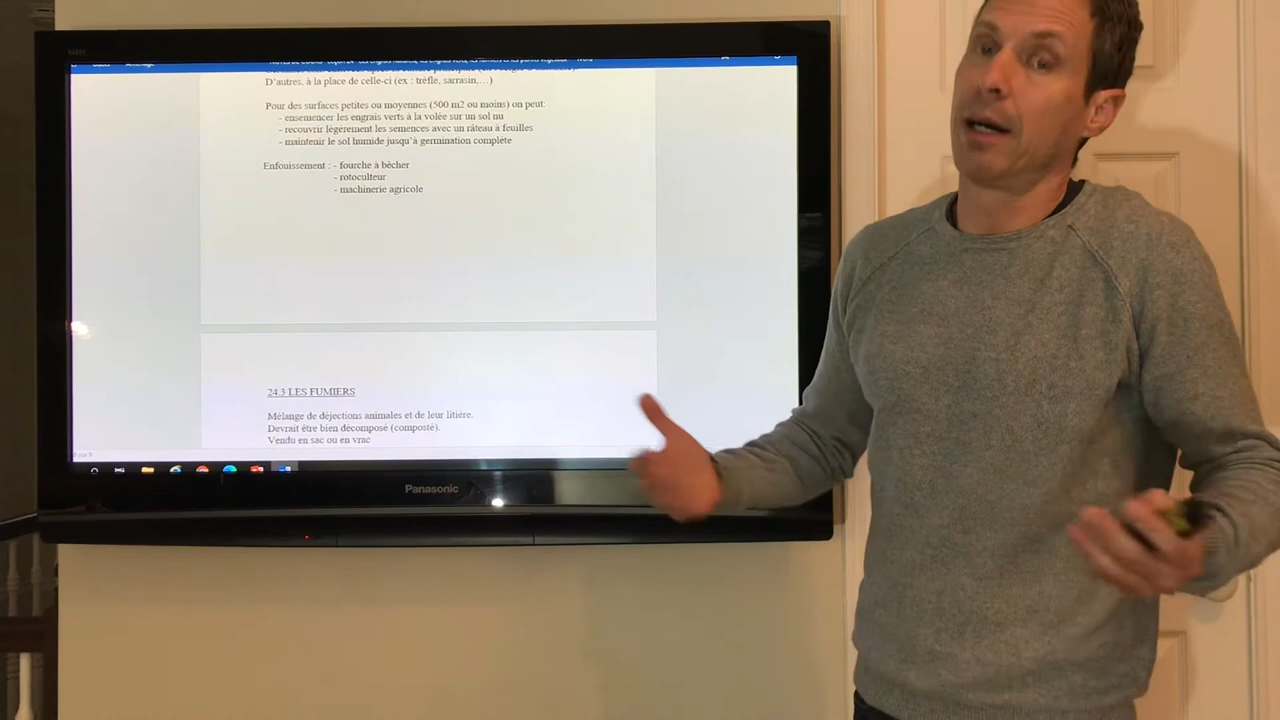 D'autres, à la place de celle-ci (ex : trèfle, sarrasin,…)
Pour des surfaces petites ou moyennes (500 m2 ou moins) on peut:
- ensemencer les engrais verts à la volée sur un sol nu
- recouvrir légèrement les semences avec un râteau à feuilles
- maintenir le sol humide jusqu'à germination complète
Enfouissement : - fourche à bêcher
- rotoculteur
- machinerie agricole
24.3 LES FUMIERS
Mélange de déjections animales et de leur litière.
Devrait être bien décomposé (composté).
Vendu en sac ou en vrac
Panasonic